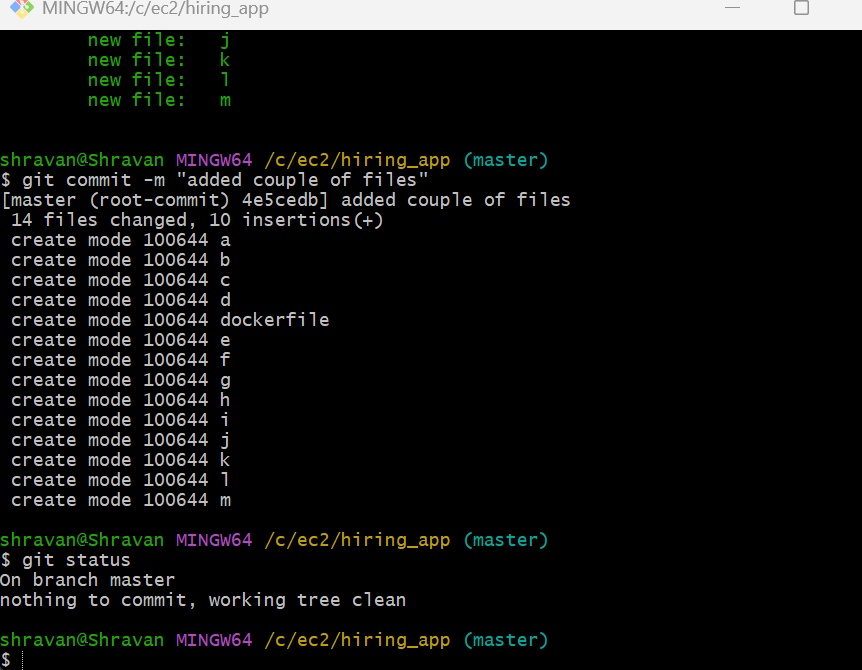 MINGW64:/c/ec2/hiring_app
new file:   j
new file:   k
new file:   l
new file:   m
shravan@Shravan MINGW64 /c/ec2/hiring_app (master)
$ git commit -m "added couple of files"
[master (root-commit) 4e5cedb] added couple of files
 14 files changed, 10 insertions(+)
 create mode 100644 a
 create mode 100644 b
 create mode 100644 c
 create mode 100644 d
 create mode 100644 dockerfile
 create mode 100644 e
 create mode 100644 f
 create mode 100644 g
 create mode 100644 h
 create mode 100644 i
 create mode 100644 j
 create mode 100644 k
 create mode 100644 l
 create mode 100644 m
shravan@Shravan MINGW64 /c/ec2/hiring_app (master)
$ git status
On branch master
nothing to commit, working tree clean
shravan@Shravan MINGW64 /c/ec2/hiring_app (master)
$